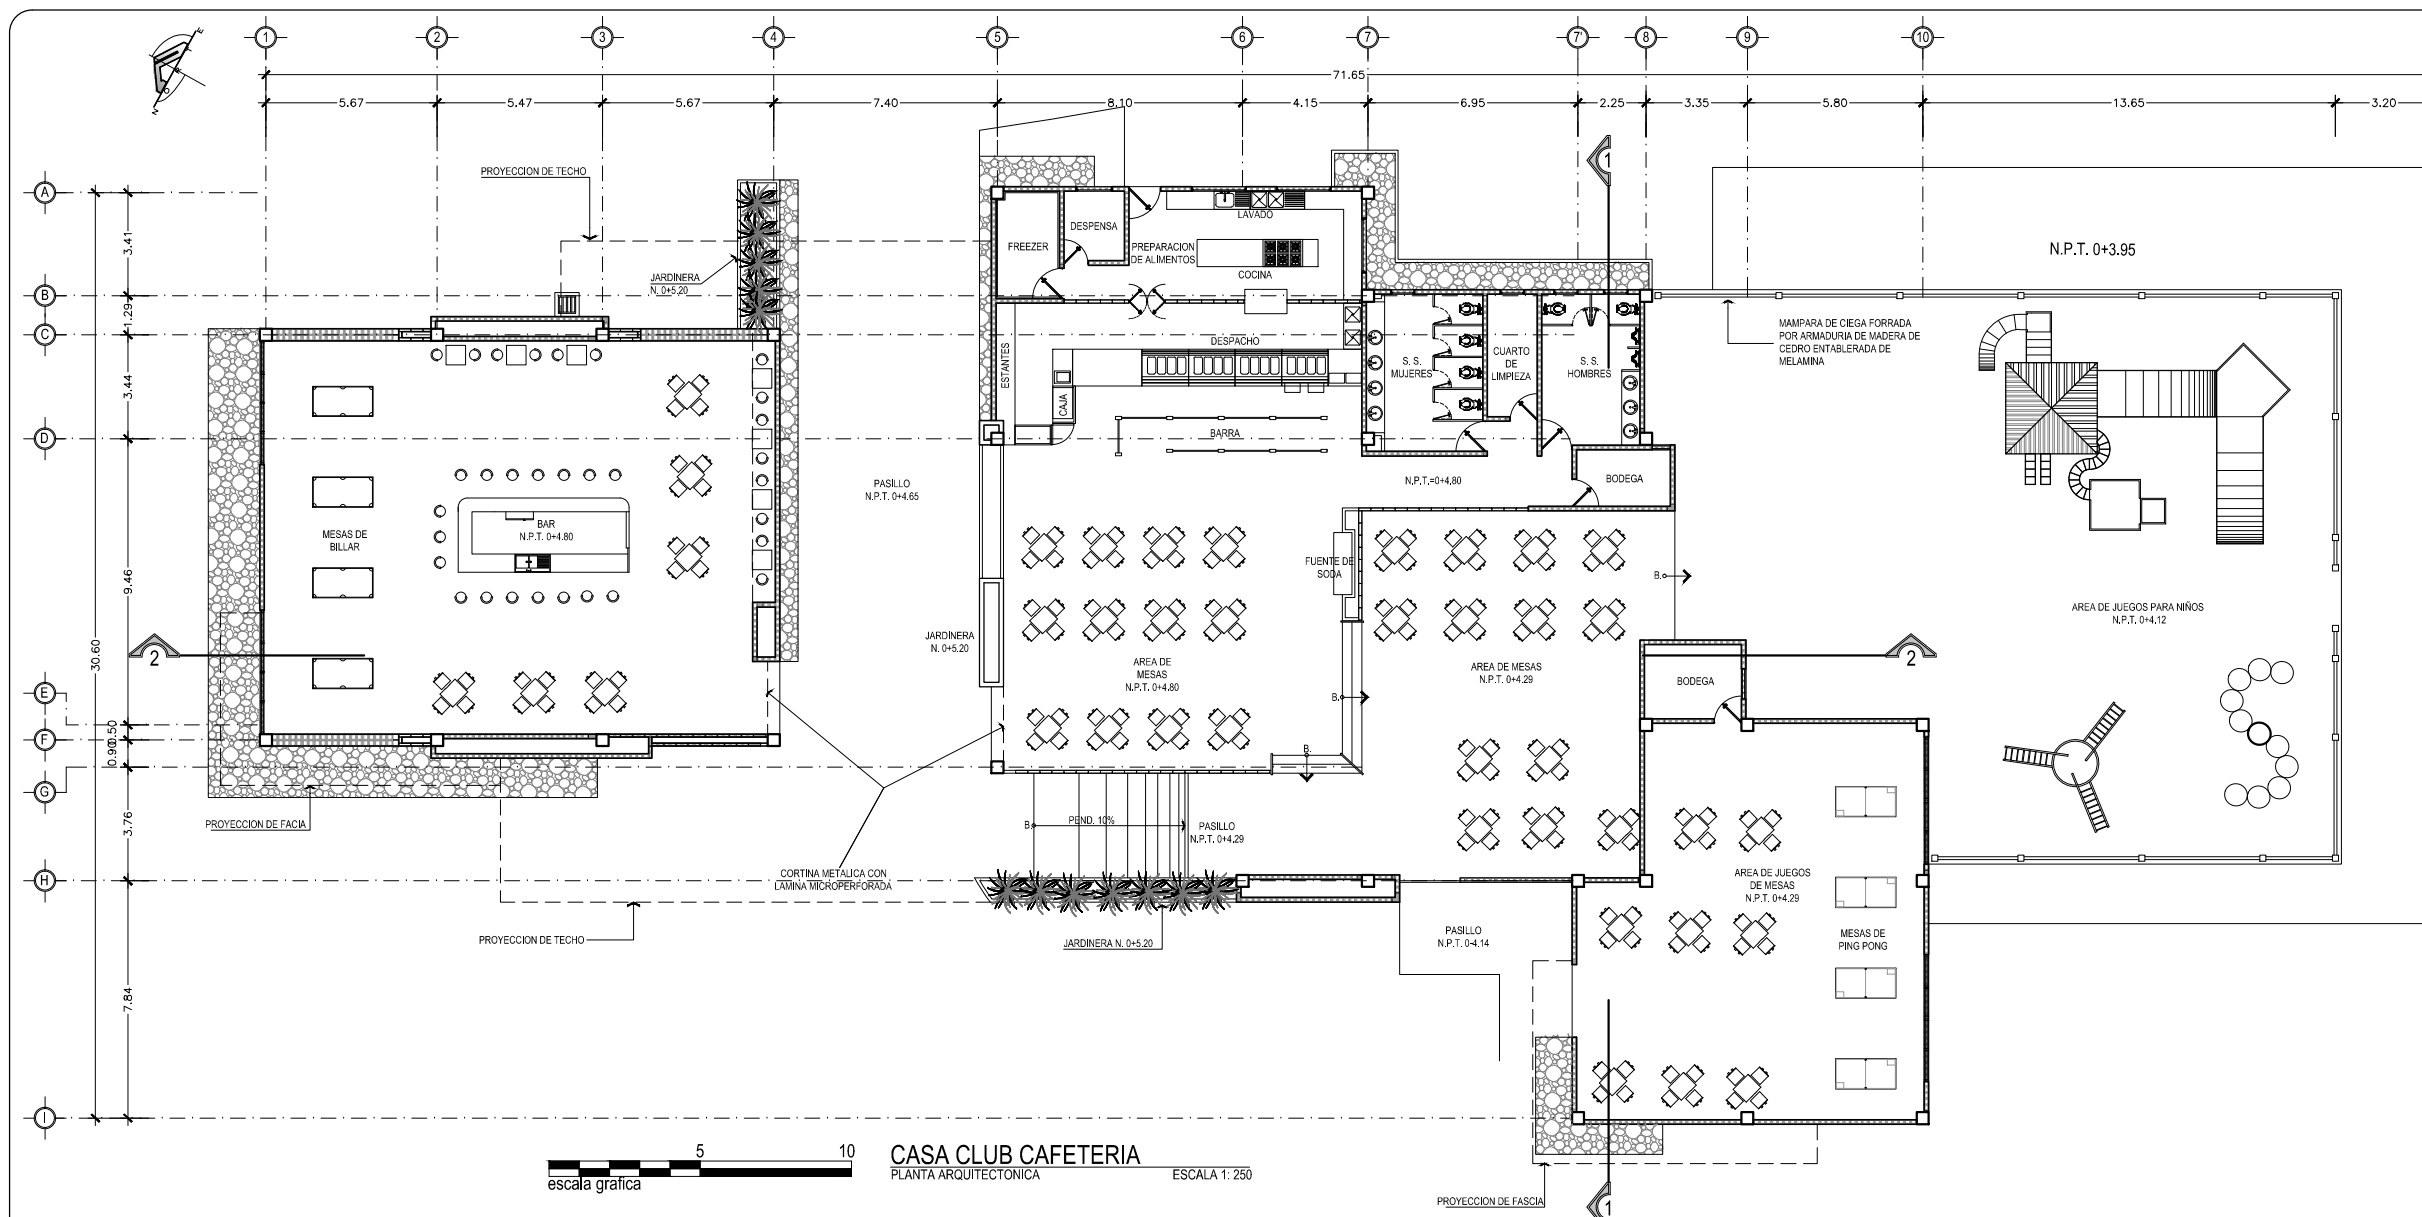 1 2 3 4 5 6 7 7' 8 9 10
71.65
5.67 5.47 5.67 7.40 8.10 4.15 6.95 2.25 3.35 5.80 13.65 3.20
N
E
O
A
B
C
D
E
F
G
H
I
3.41
1.29
3.44
9.46
0.50
0.90
3.76
7.84
30.60
PROYECCION DE TECHO
JARDINERA
N. 0+5.20
FREEZER
DESPENSA
LAVADO
PREPARACION
DE ALIMENTOS
COCINA
1
N.P.T. 0+3.95
MAMPARA DE CIEGA FORRADA
POR ARMADURIA DE MADERA DE
CEDRO ENTABLERADA DE
MELAMINA
ESTANTES
DESPACHO
CAJA
BARRA
S. S.
MUJERES
CUARTO
DE
LIMPIEZA
S. S.
HOMBRES
PASILLO
N.P.T. 0+4.65
N.P.T.=0+4.80
BODEGA
MESAS DE
BILLAR
BAR
N.P.T. 0+4.80
FUENTE DE
SODA
B.
AREA DE JUEGOS PARA NIÑOS
N.P.T. 0+4.12
JARDINERA
N. 0+5.20
2
AREA DE
MESAS
N.P.T. 0+4.80
AREA DE MESAS
N.P.T. 0+4.29
2
BODEGA
B.
B.
PROYECCION DE FACIA
B.
PEND. 10%
PASILLO
N.P.T. 0+4.29
CORTINA METALICA CON
LAMINA MICROPERFORADA
AREA DE JUEGOS
DE MESAS
N.P.T. 0+4.29
PROYECCION DE TECHO
JARDINERA N. 0+5.20
PASILLO
N.P.T. 0-4.14
MESAS DE
PING PONG
5 10
escala grafica
CASA CLUB CAFETERIA
PLANTA ARQUITECTONICA ESCALA 1: 250
PROYECCION DE FASCIA
1